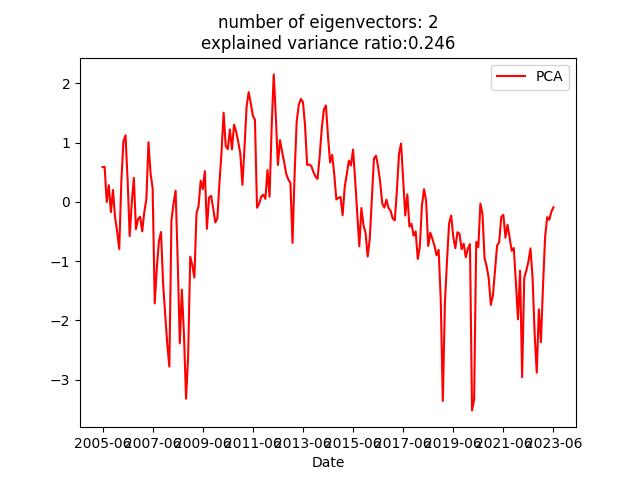 number of eigenvectors: 2
explained variance ratio:0.246
PCA
2
1
0
−1
−2
−3
2005-06 2007-06 2009-06 2011-06 2013-06 2015-06 2017-06 2019-06 2021-06 2023-06
Date